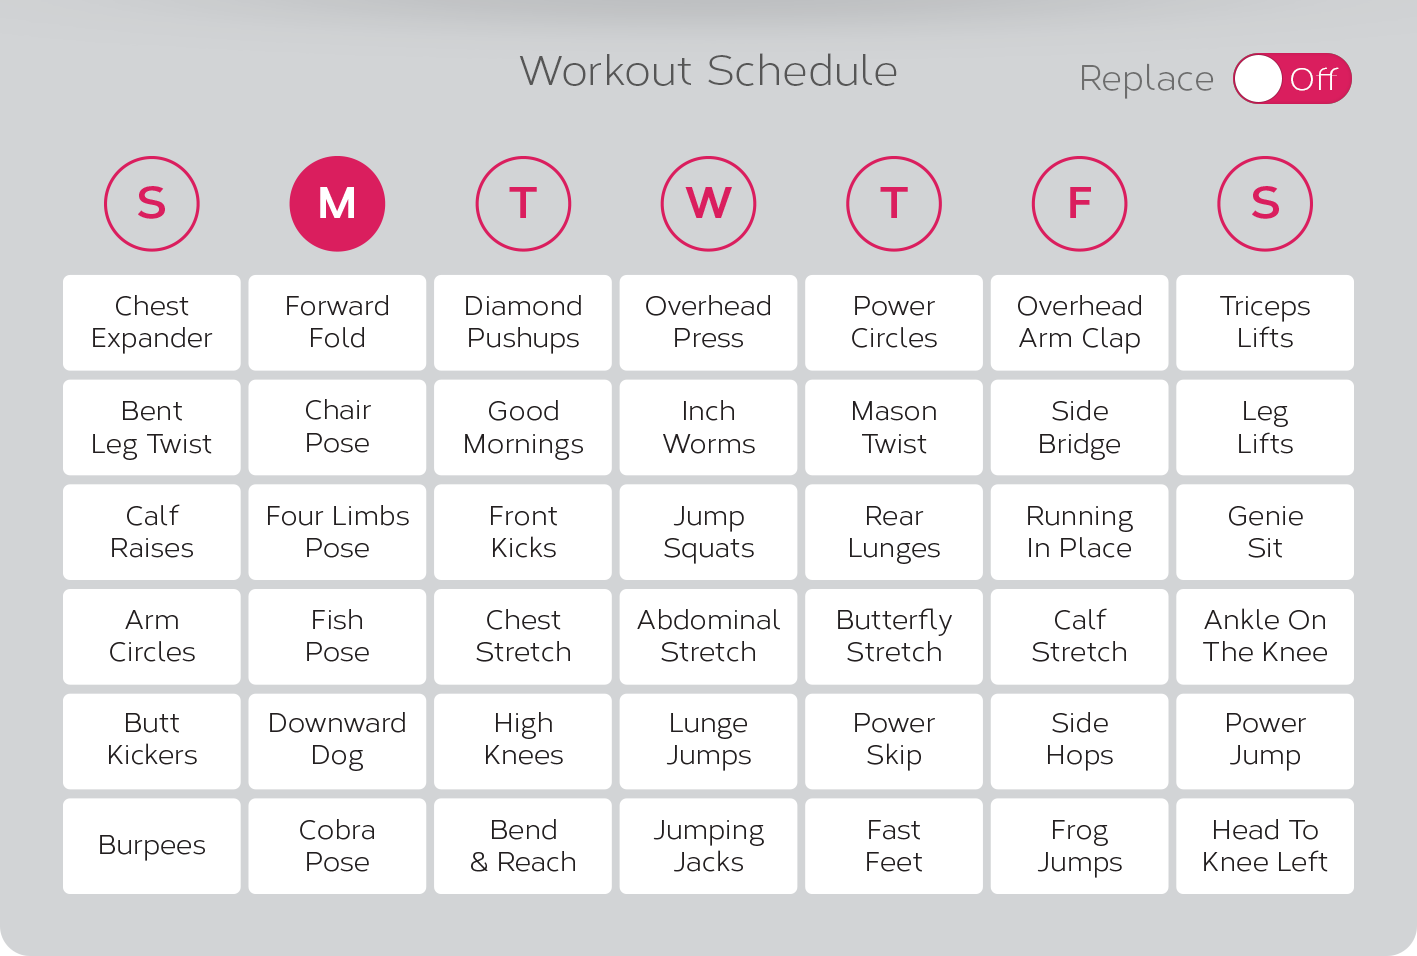 Workout Schedule
Replace
Off
S
M
T
W
T
F
S
Chest
Expander
Forward
Fold
Diamond
Pushups
Overhead
Press
Power
Circles
Overhead
Arm Clap
Triceps
Lifts
Bent
Leg Twist
Chair
Pose
Good
Mornings
Inch
Worms
Mason
Twist
Side
Bridge
Leg
Lifts
Calf
Raises
Four Limbs
Pose
Front
Kicks
Jump
Squats
Rear
Lunges
Running
In Place
Genie
Sit
Arm
Circles
Fish
Pose
Chest
Stretch
Abdominal
Stretch
Butterfly
Stretch
Calf
Stretch
Ankle On
The Knee
Butt
Kickers
Downward
Dog
High
Knees
Lunge
Jumps
Power
Skip
Side
Hops
Power
Jump
Burpees
Cobra
Pose
Bend
& Reach
Jumping
Jacks
Fast
Feet
Frog
Jumps
Head To
Knee Left